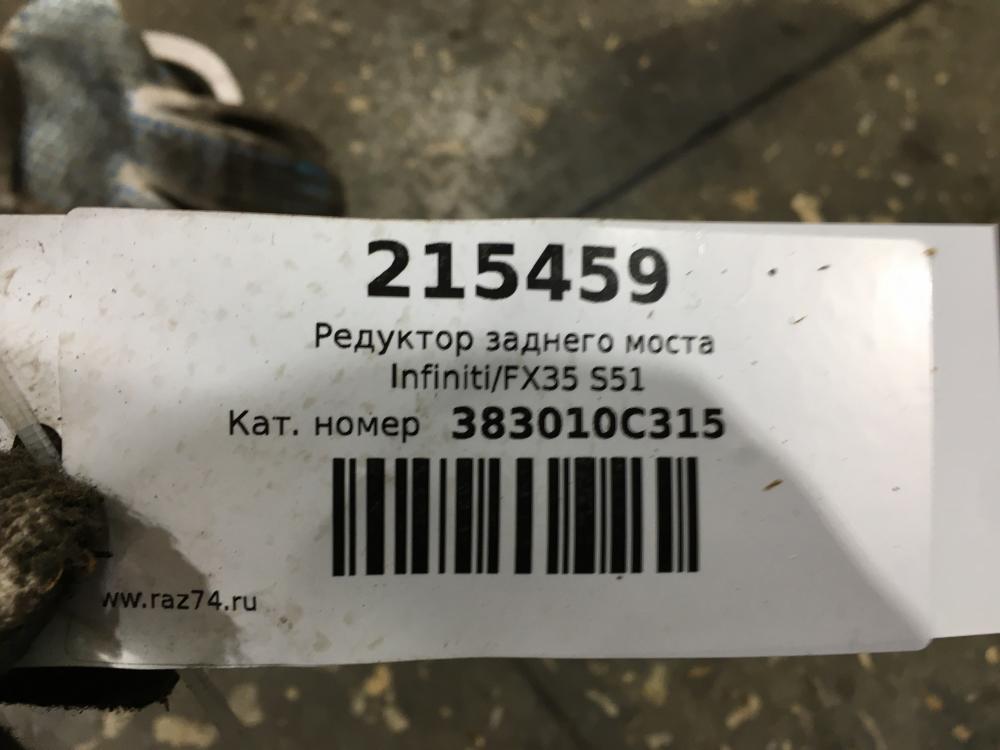 215459
Редуктор заднего моста
Infiniti/FX35 S51
Кат. номер 383010C315
ww.raz74.ru